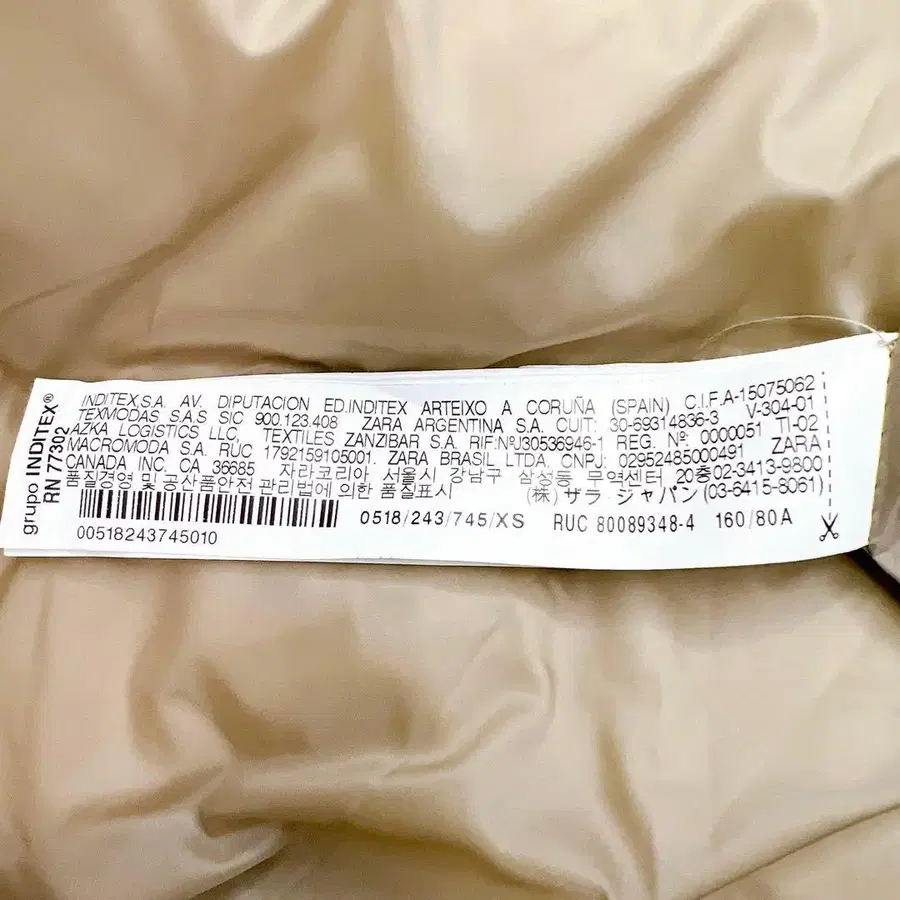 grupo INDITEX®
RN 77302
INDITEX,S.A. AV. DIPUTACION ED.INDITEX ARTEIXO A CORUÑA (SPAIN) C.I.F.A-15075062
TEXMODAS S.A.S SIC 900.123.408 ZARA ARGENTINA S.A. CUIT: 30-69314836-3 V-304-01
AZKA LOGISTICS LLC, TEXTILES ZANZIBAR S.A. RIF:NºJ30536946-1 REG. Nº: 0000051 TI-02
MACROMODA S.A. RUC 1792159105001. ZARA BRASIL LTDA. CNPJ: 02952485000491 ZARA
CANADA INC. CA 36685 자라코리아 서울시 강남구 삼성동 무역센터 20층 02-3413-9800
품질경영 및 공산품안전 관리법에 의한 품질표시 (株) ザラ・ジャパン (03-6415-8061)
00518243745010
0518/243/745/XS RUC 80089348-4 160/80A